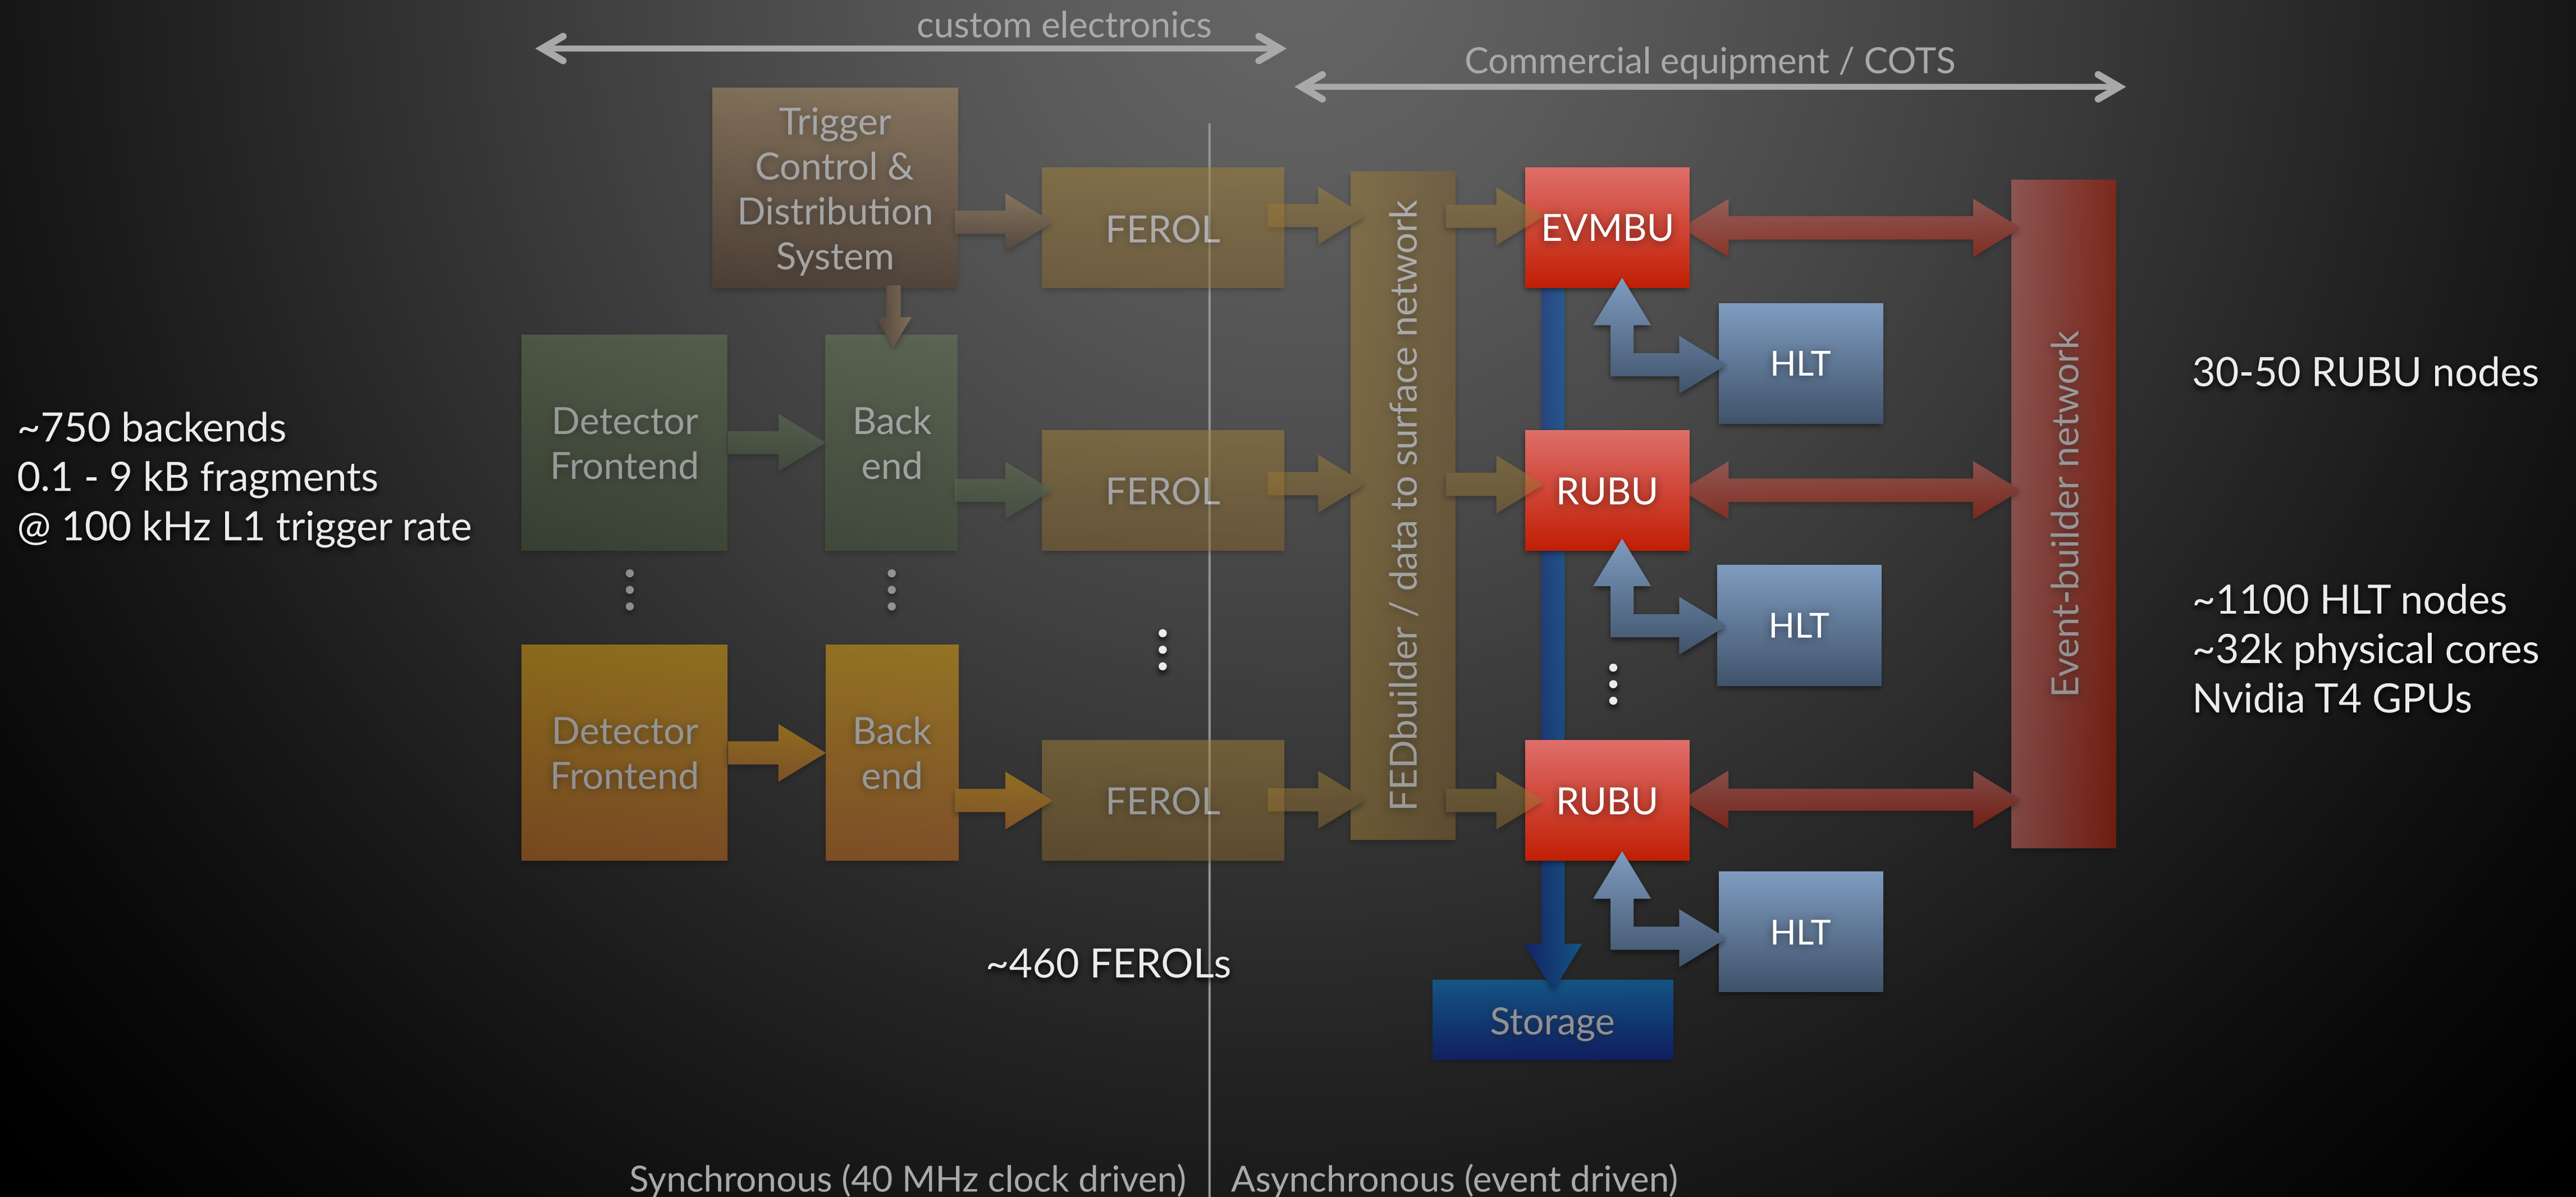 custom electronics
Commercial equipment / COTS
Trigger
Control &
Distribution
System
FEROL
EVMBU
HLT
Detector
Frontend
Back
end
FEROL
FEDbuilder / data to surface network
RUBU
HLT
Event-builder network
Detector
Frontend
Back
end
FEROL
RUBU
HLT
Storage
~750 backends
0.1 - 9 kB fragments
@ 100 kHz L1 trigger rate
30-50 RUBU nodes
~1100 HLT nodes
~32k physical cores
Nvidia T4 GPUs
~460 FEROLs
Synchronous (40 MHz clock driven)
Asynchronous (event driven)